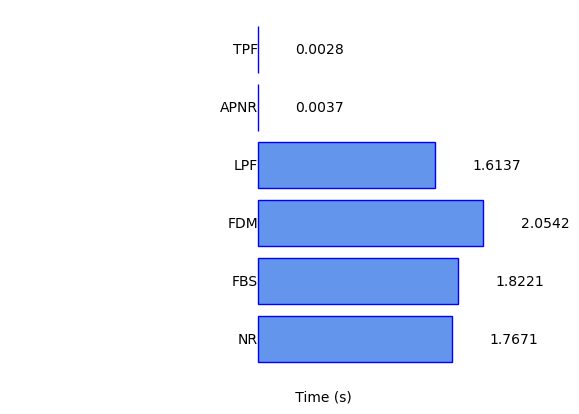 TPF 0.0028
APNR 0.0037
LPF 1.6137
FDM 2.0542
FBS 1.8221
NR 1.7671
Time (s)